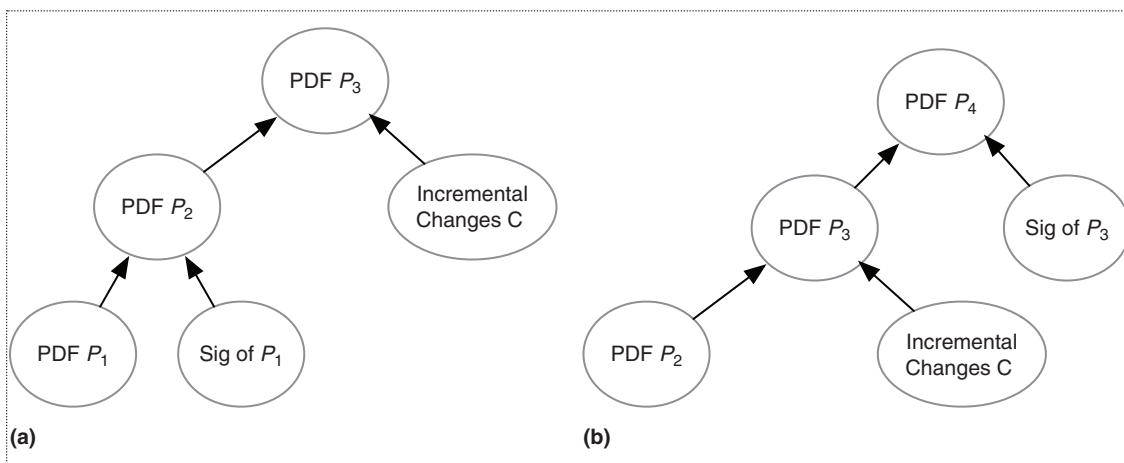 PDF P3
PDF P2
Incremental
Changes C
PDF P1
Sig of P1
(a)
PDF P4
PDF P3
Sig of P3
PDF P2
Incremental
Changes C
(b)